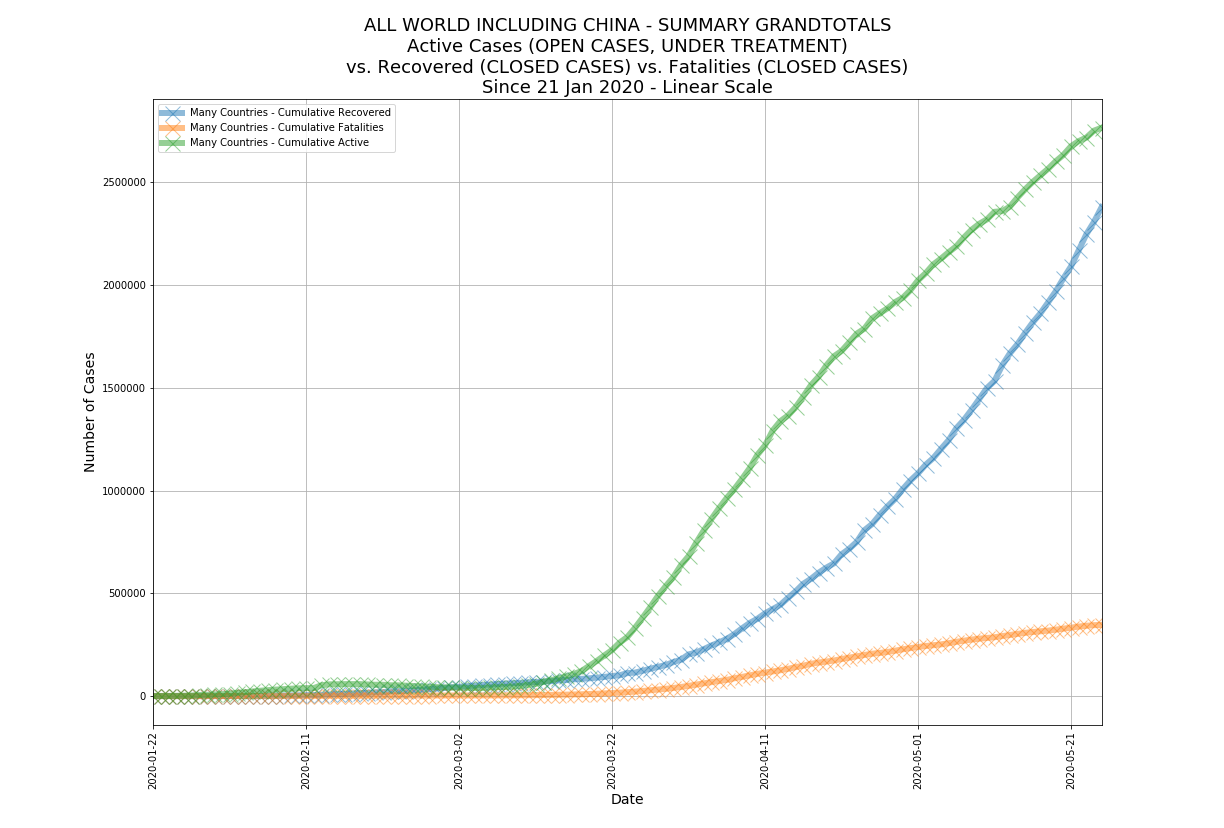 ALL WORLD INCLUDING CHINA - SUMMARY GRANDTOTALS
Active Cases (OPEN CASES, UNDER TREATMENT)
vs. Recovered (CLOSED CASES) vs. Fatalities (CLOSED CASES)
Since 21 Jan 2020 - Linear Scale
Many Countries - Cumulative Recovered
Many Countries - Cumulative Fatalities
Many Countries - Cumulative Active
Number of Cases
2500000
2000000
1500000
1000000
500000
0
2020-01-22
2020-02-11
2020-03-02
2020-03-22
2020-04-11
2020-05-01
2020-05-21
Date